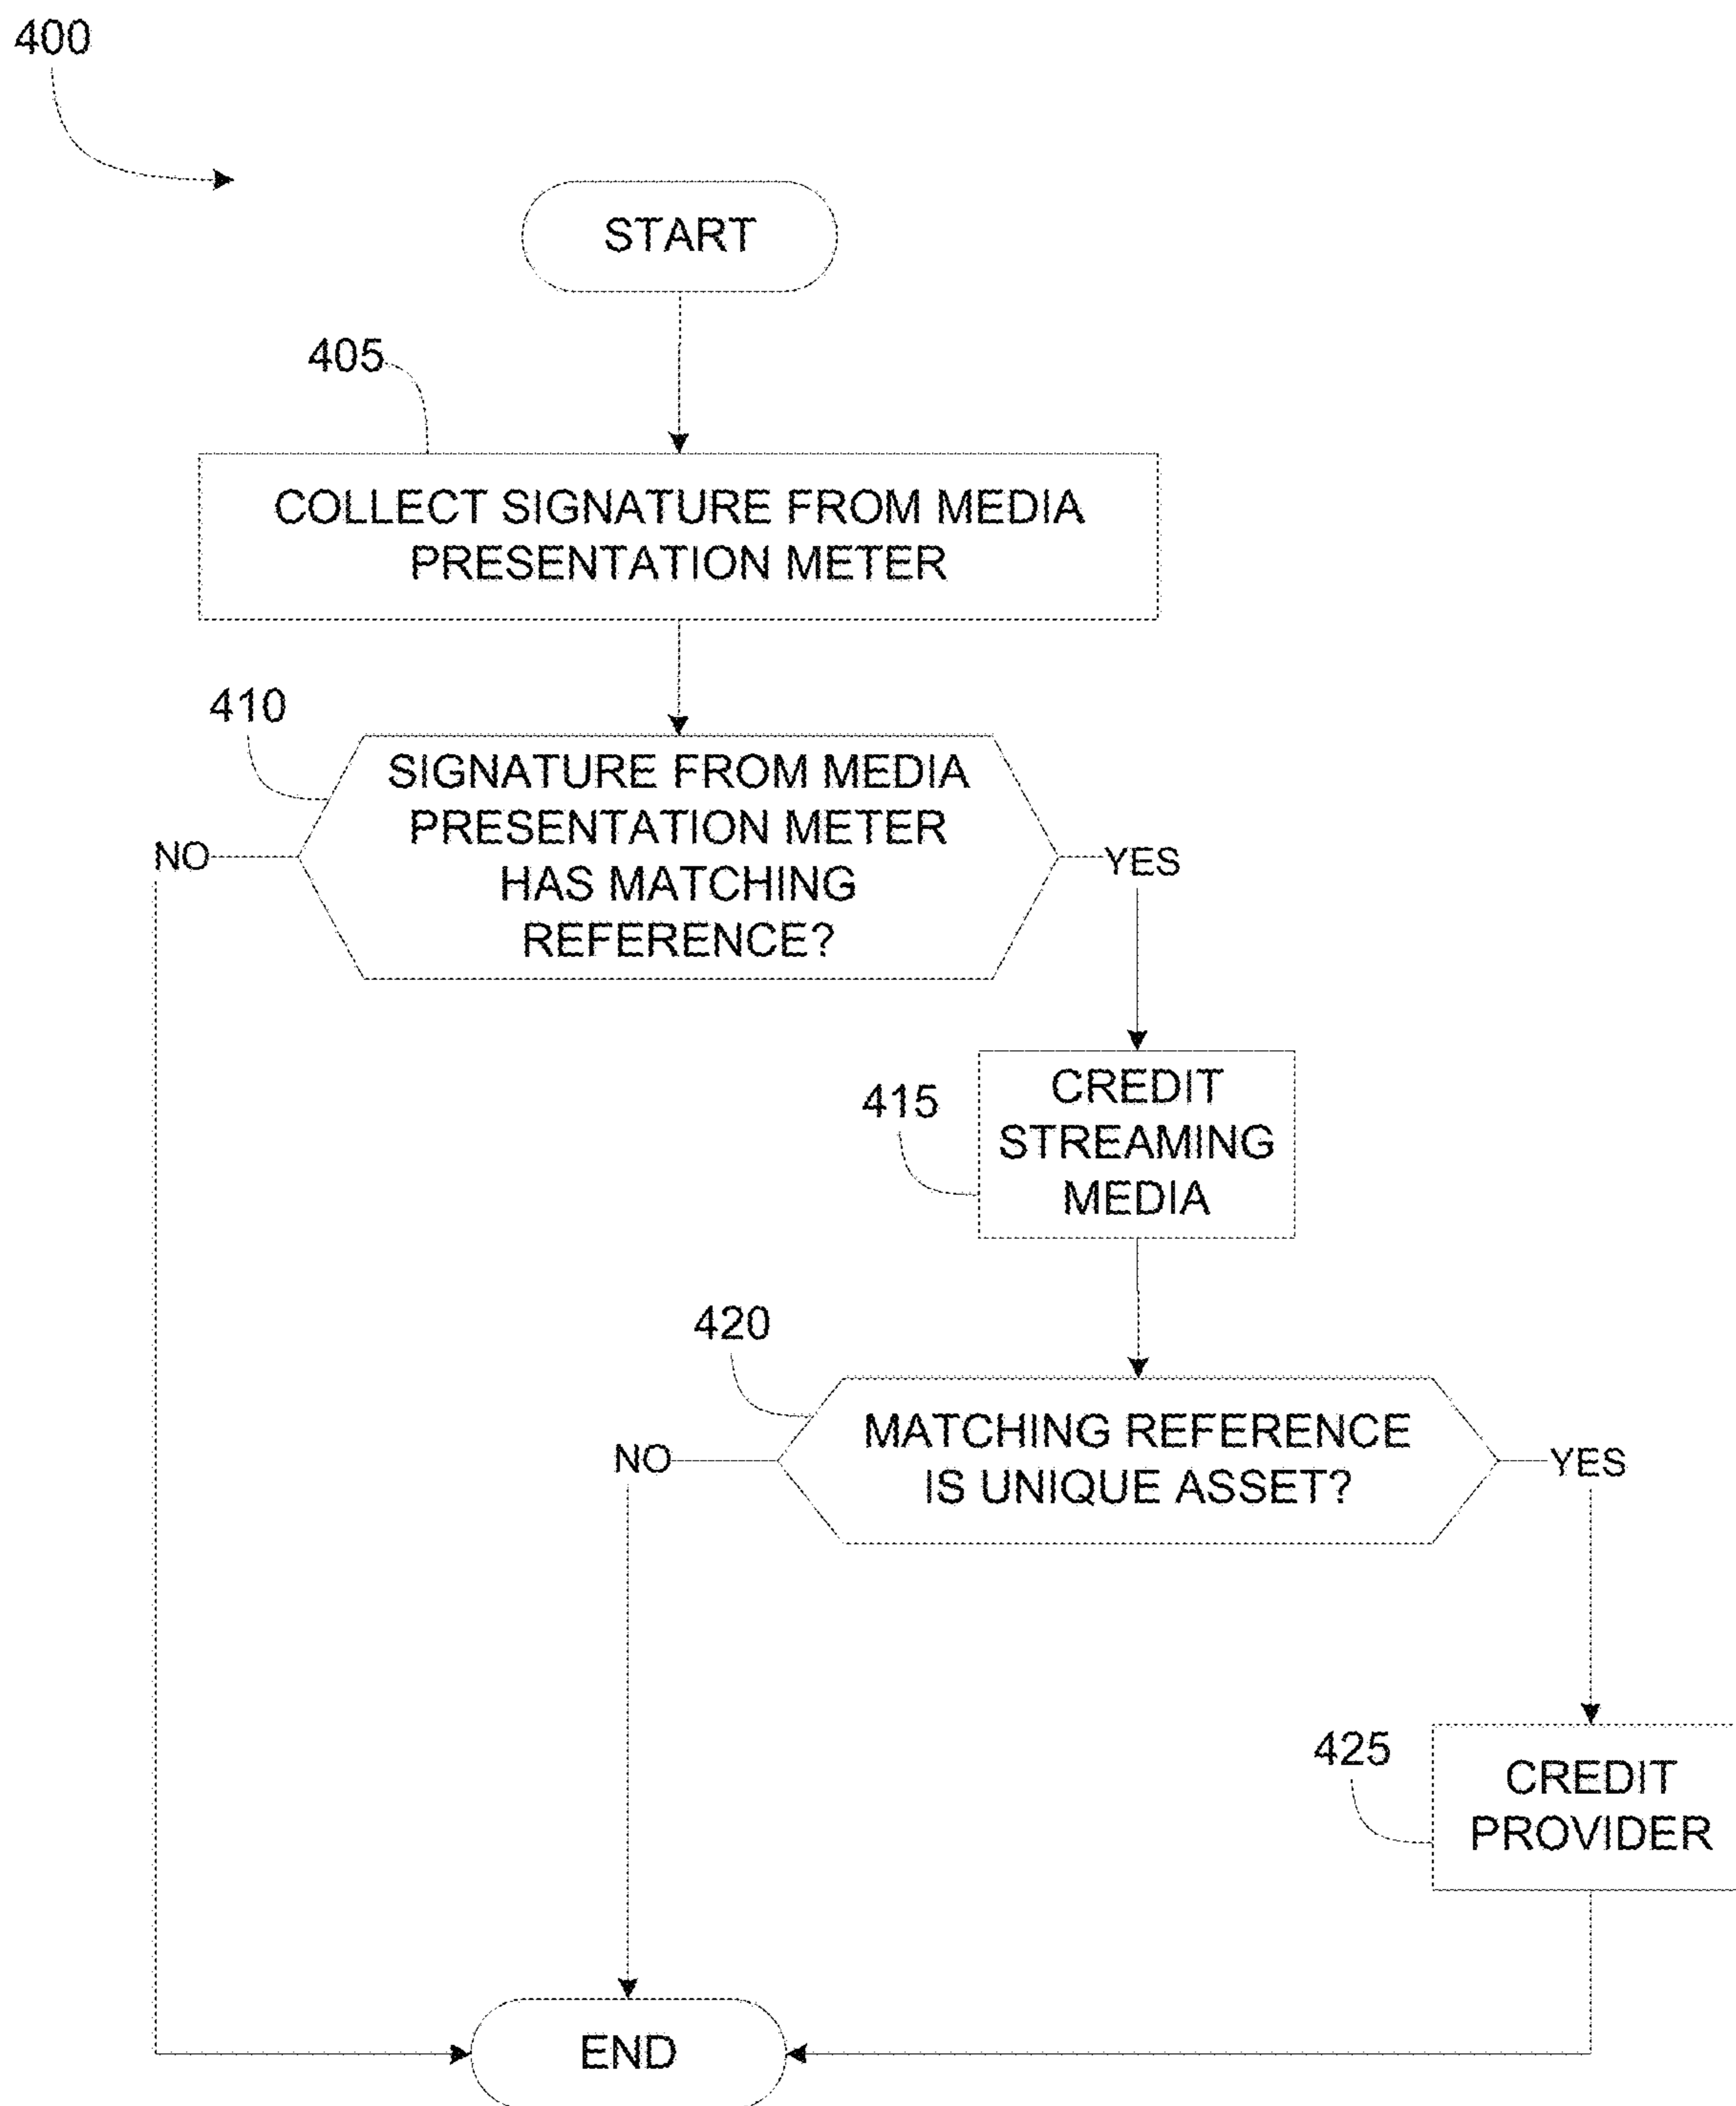 400
START
405
COLLECT SIGNATURE FROM MEDIA
PRESENTATION METER
410
SIGNATURE FROM MEDIA
PRESENTATION METER
HAS MATCHING
REFERENCE?
NO
YES
415
CREDIT
STREAMING
MEDIA
420
MATCHING REFERENCE
IS UNIQUE ASSET?
NO
YES
425
CREDIT
PROVIDER
END